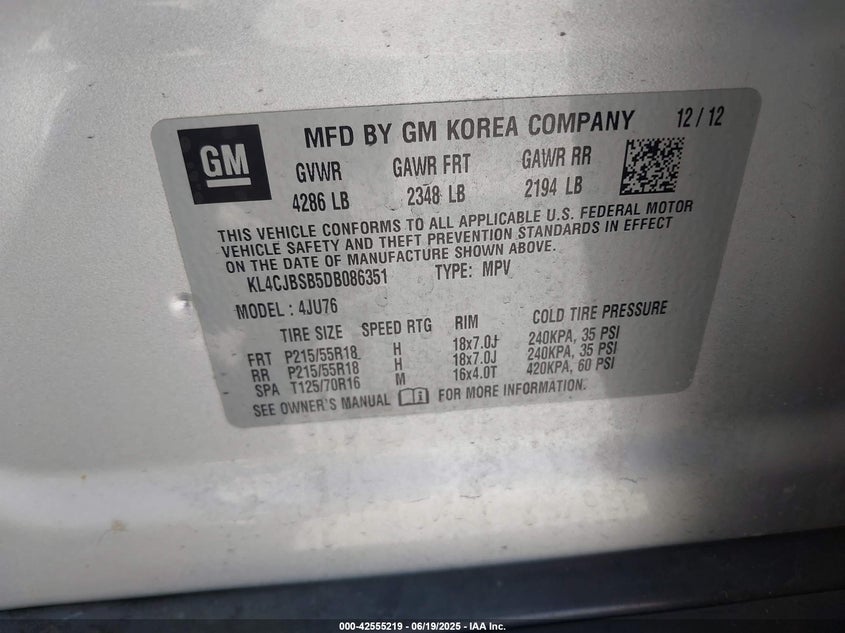 GM
MFD BY GM KOREA COMPANY 12/12
GVWR GAWR FRT GAWR RR
4286 LB 2348 LB 2194 LB
THIS VEHICLE CONFORMS TO ALL APPLICABLE U.S. FEDERAL MOTOR
VEHICLE SAFETY AND THEFT PREVENTION STANDARDS IN EFFECT
ON THE DATE OF MANUFACTURE SHOWN ABOVE.
KL4CJBSB5DB086351 TYPE: MPV
MODEL : 4JU76
TIRE SIZE SPEED RTG RIM COLD TIRE PRESSURE
FRT P215/55R18 H 18x7.0J 240KPA, 35 PSI
RR P215/55R18 H 18x7.0J 240KPA, 35 PSI
SPA T125/70R16 M 16x4.0T 420KPA, 60 PSI
SEE OWNER'S MANUAL FOR MORE INFORMATION.
000-42555219 - 06/19/2025 - IAA Inc.